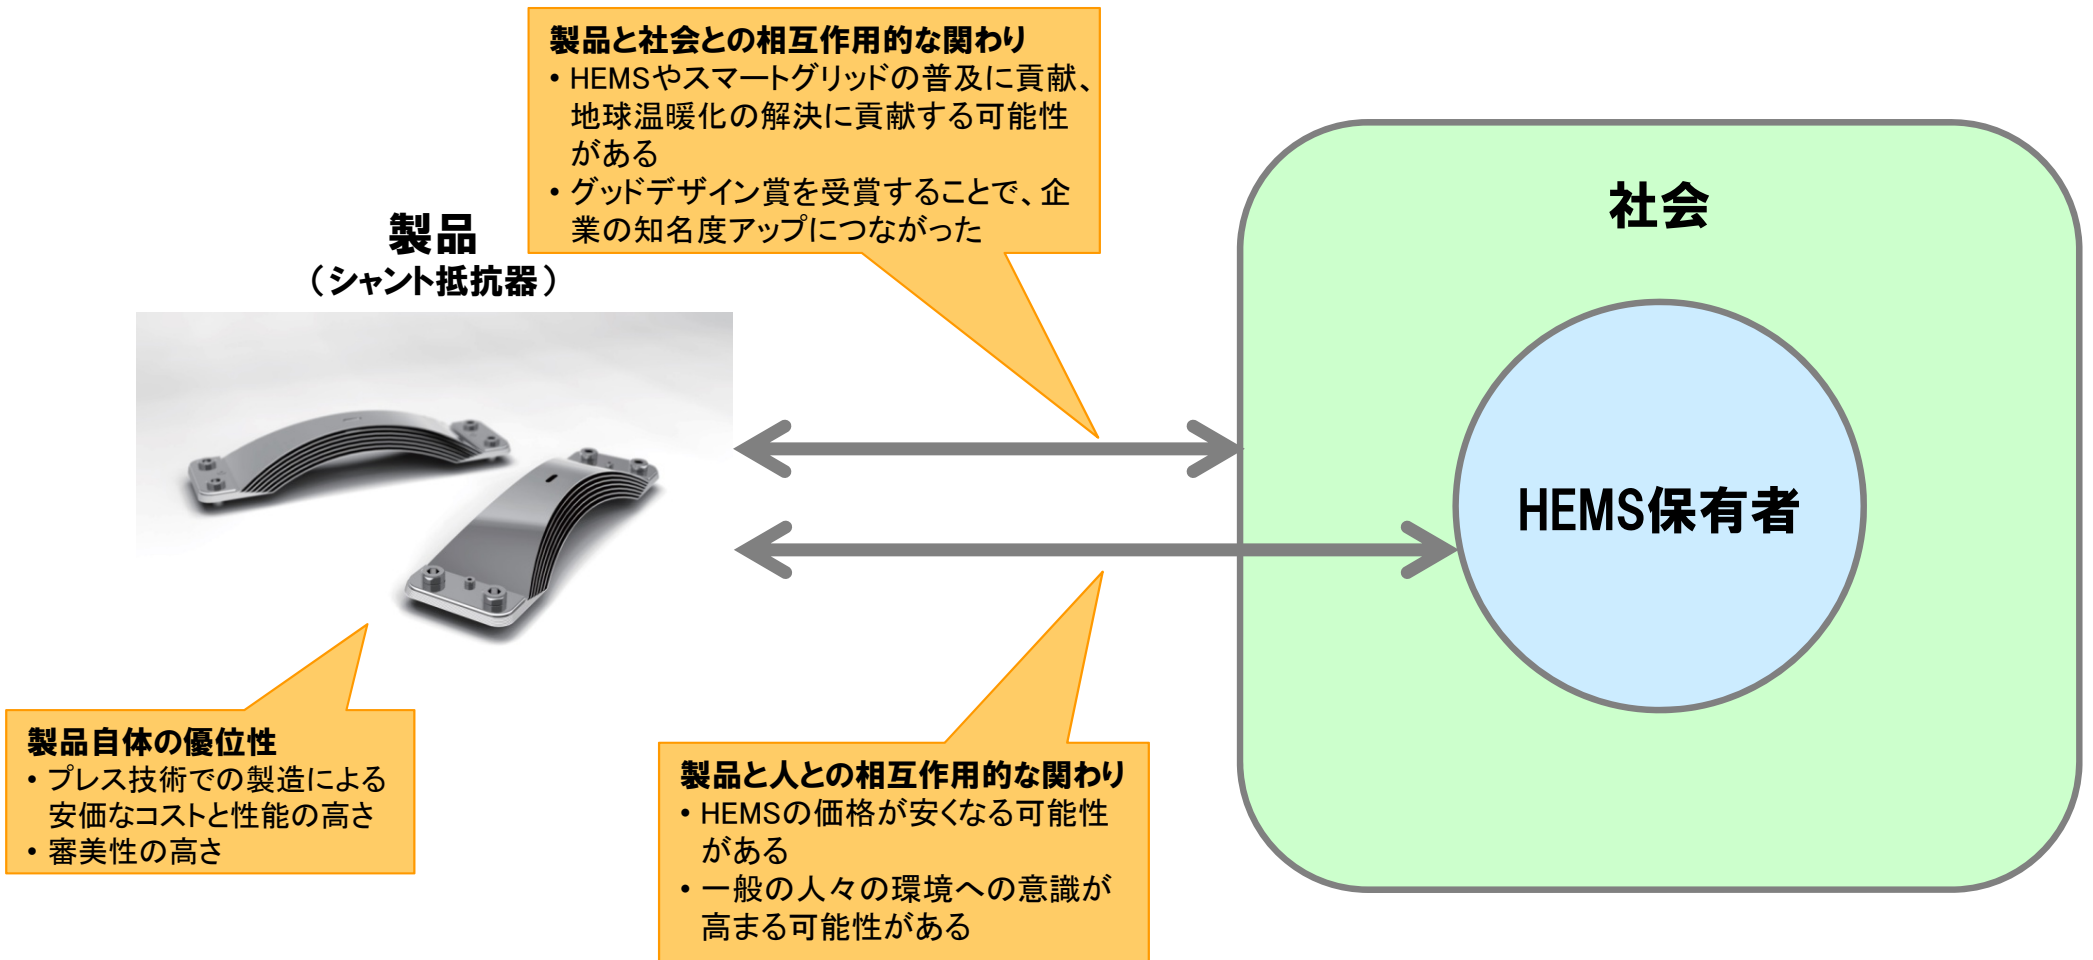 製品と社会との相互作用的な関わり
• HEMSやスマートグリッドの普及に貢献、
地球温暖化の解決に貢献する可能性
がある
• グッドデザイン賞を受賞することで、企
業の知名度アップにつながった
製品
（シャント抵抗器）
社会
HEMS保有者
製品自体の優位性
• プレス技術での製造による
安価なコストと性能の高さ
• 審美性の高さ
製品と人との相互作用的な関わり
• HEMSの価格が安くなる可能性
がある
• 一般の人々の環境への意識が
高まる可能性がある